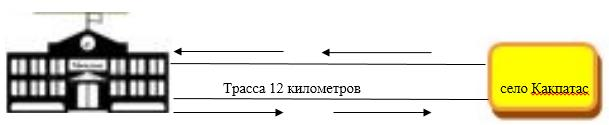 Трасса 12 километров
село Какпатас